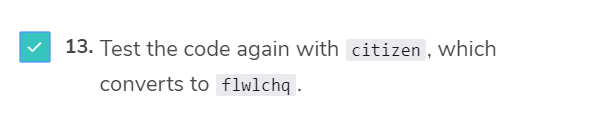 13. Test the code again with citizen, which
converts to flwlchq.